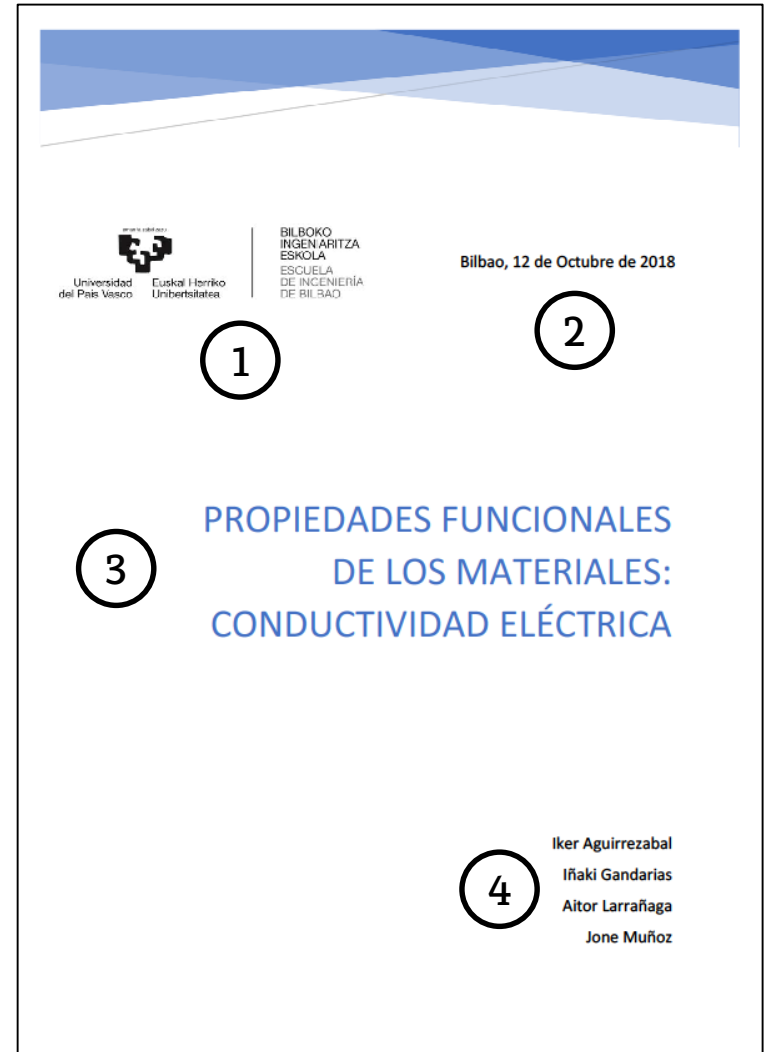 Universidad del País Vasco
Euskal Herriko Unibertsitatea
BILBOKO
INGENIARITZA
ESKOLA
ESCUELA
DE INGENIERÍA
DE BILBAO
Bilbao, 12 de Octubre de 2018
1
2
PROPIEDADES FUNCIONALES
3
DE LOS MATERIALES:
CONDUCTIVIDAD ELÉCTRICA
Iker Aguirrezabal
4
Iñaki Gandarias
Aitor Larrañaga
Jone Muñoz